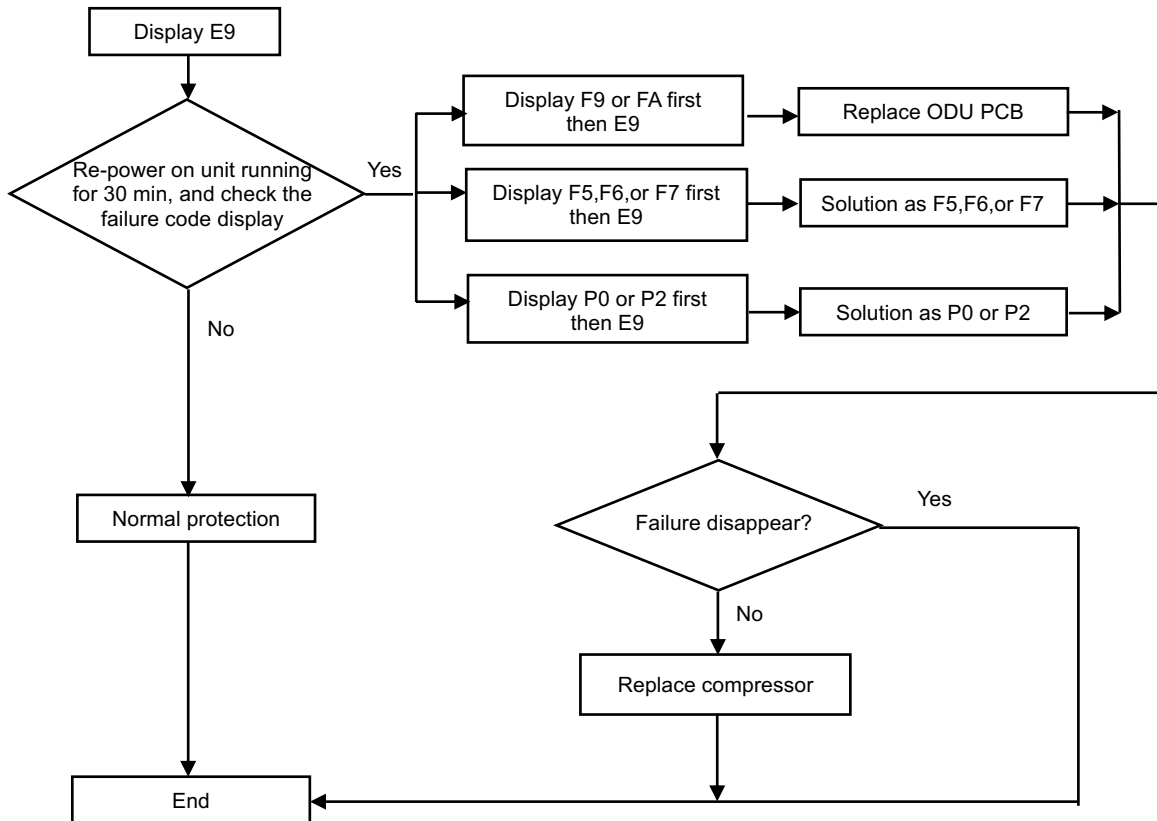 Display E9
Re-power on unit running
for 30 min, and check the
failure code display
Yes
Display F9 or FA first
then E9
Replace ODU PCB
Display F5,F6,or F7 first
then E9
Solution as F5,F6,or F7
Display P0 or P2 first
then E9
Solution as P0 or P2
No
Normal protection
Failure disappear?
Yes
No
Replace compressor
End